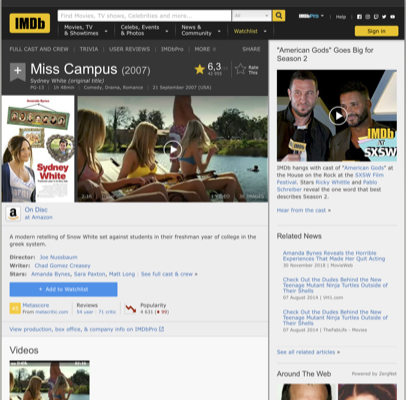 IMDb
Find Movies, TV shows, Celebrities and more...
All
IMDbPro
Help
Movies, TV
& Showtimes
Celebs, Events
& Photos
News &
Community
Watchlist
Sign in
FULL CAST AND CREW | TRIVIA | USER REVIEWS | IMDbPro | MORE
SHARE
Miss Campus (2007)
Sydney White (original title)
PG-13 | 1h 48min | Comedy, Drama, Romance | 21 September 2007 (USA)
6,3
Rate
This
Amanda Bynes
Sydney
White
On Disc
at Amazon
A modern retelling of Snow White set against students in their freshman year of college in the
greek system.
Director: Joe Nussbaum
Writer: Chad Gomez Creasey
Stars: Amanda Bynes, Sara Paxton, Matt Long | See full cast & crew »
+ Add to Watchlist
Metascore
From metacritic.com
Reviews
54 user | 71 critic
Popularity
4 631 ( 99)
View production, box office, & company info on IMDbPro
Videos
"American Gods" Goes Big for
Season 2
IMDb
SXSW
IMDb hangs with cast of "American Gods" at
the House on the Rock at the SXSW Film
Festival. Stars Ricky Whittle and Pablo
Schreiber reveal the one word that best
describes Season 2.
Hear from the cast »
Related News
Amanda Bynes Reveals the Horrible
Experiences That Made Her Quit Acting
30 November 2018 | MovieWeb
Check Out the Dudes Behind the New
Teenage Mutant Ninja Turtles Outside of
Their Shells
07 August 2014 | VH1.com
Check Out the Dudes Behind the New
Teenage Mutant Ninja Turtles Outside of
Their Shells
07 August 2014 | TheFabLife - Movies
See all related articles »
Around The Web | Powered by ZergNet